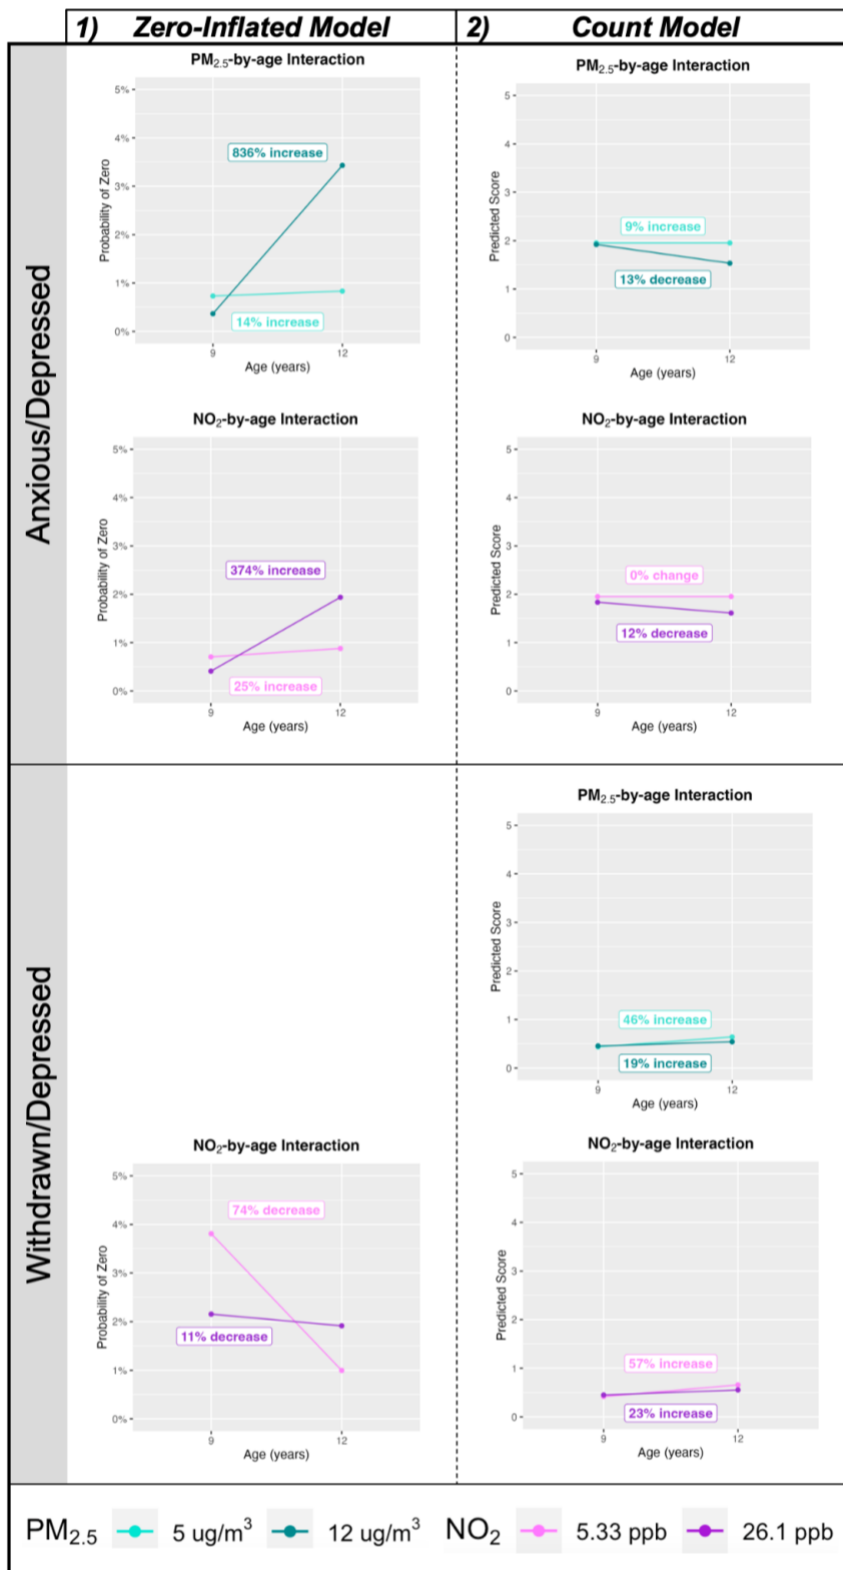 1) Zero-Inflated Model
2) Count Model
Anxious/Depressed
PM2.5-by-age Interaction
Probability of Zero
5%
4%
3%
2%
1%
0%
836% increase
14% increase
9
12
Age (years)
PM2.5-by-age Interaction
Predicted Score
5
4
3
2
1
0
9% increase
13% decrease
9
12
Age (years)
NO2-by-age Interaction
Probability of Zero
5%
4%
3%
2%
1%
0%
374% increase
25% increase
9
12
Age (years)
NO2-by-age Interaction
Predicted Score
5
4
3
2
1
0
0% change
12% decrease
9
12
Age (years)
Withdrawn/Depressed
PM2.5-by-age Interaction
Predicted Score
5
4
3
2
1
0
46% increase
19% increase
9
12
Age (years)
NO2-by-age Interaction
Probability of Zero
5%
4%
3%
2%
1%
0%
74% decrease
11% decrease
9
12
Age (years)
NO2-by-age Interaction
Predicted Score
5
4
3
2
1
0
57% increase
23% increase
9
12
Age (years)
PM2.5 5 ug/m3 12 ug/m3 NO2 5.33 ppb 26.1 ppb